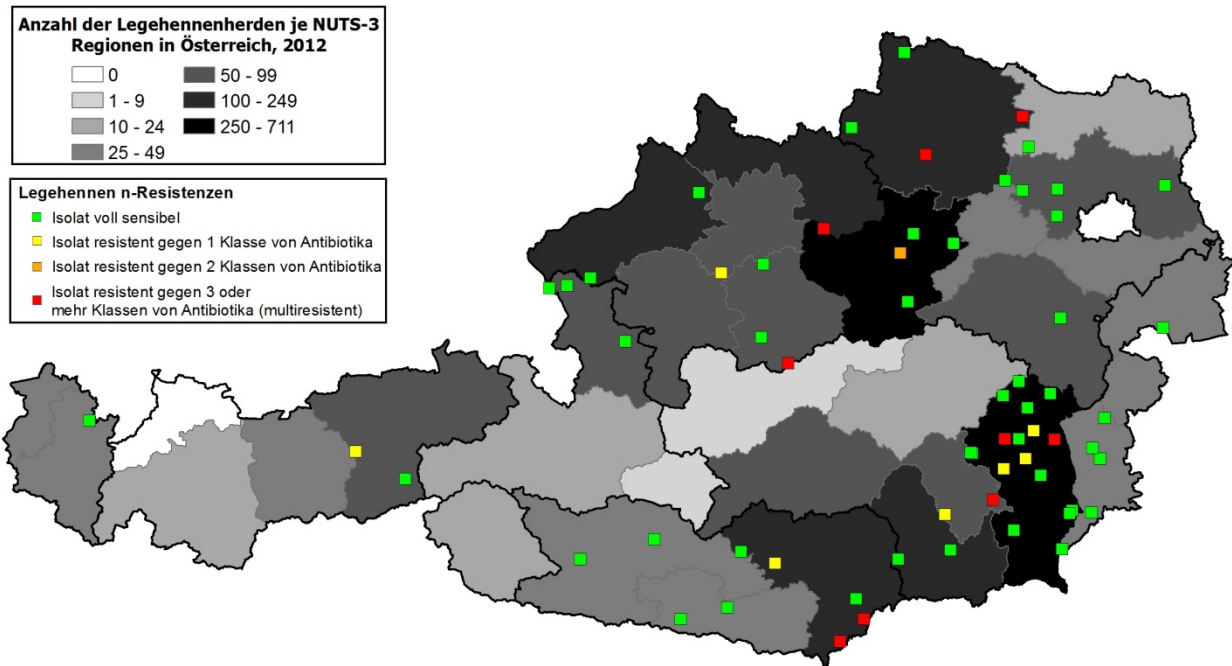 Anzahl der Legehennenherden je NUTS-3
Regionen in Österreich, 2012
0
1 - 9
10 - 24
25 - 49
50 - 99
100 - 249
250 - 711
Legehennen n-Resistenzen
Isolat voll sensibel
Isolat resistent gegen 1 Klasse von Antibiotika
Isolat resistent gegen 2 Klassen von Antibiotika
Isolat resistent gegen 3 oder
mehr Klassen von Antibiotika (multiresistent)